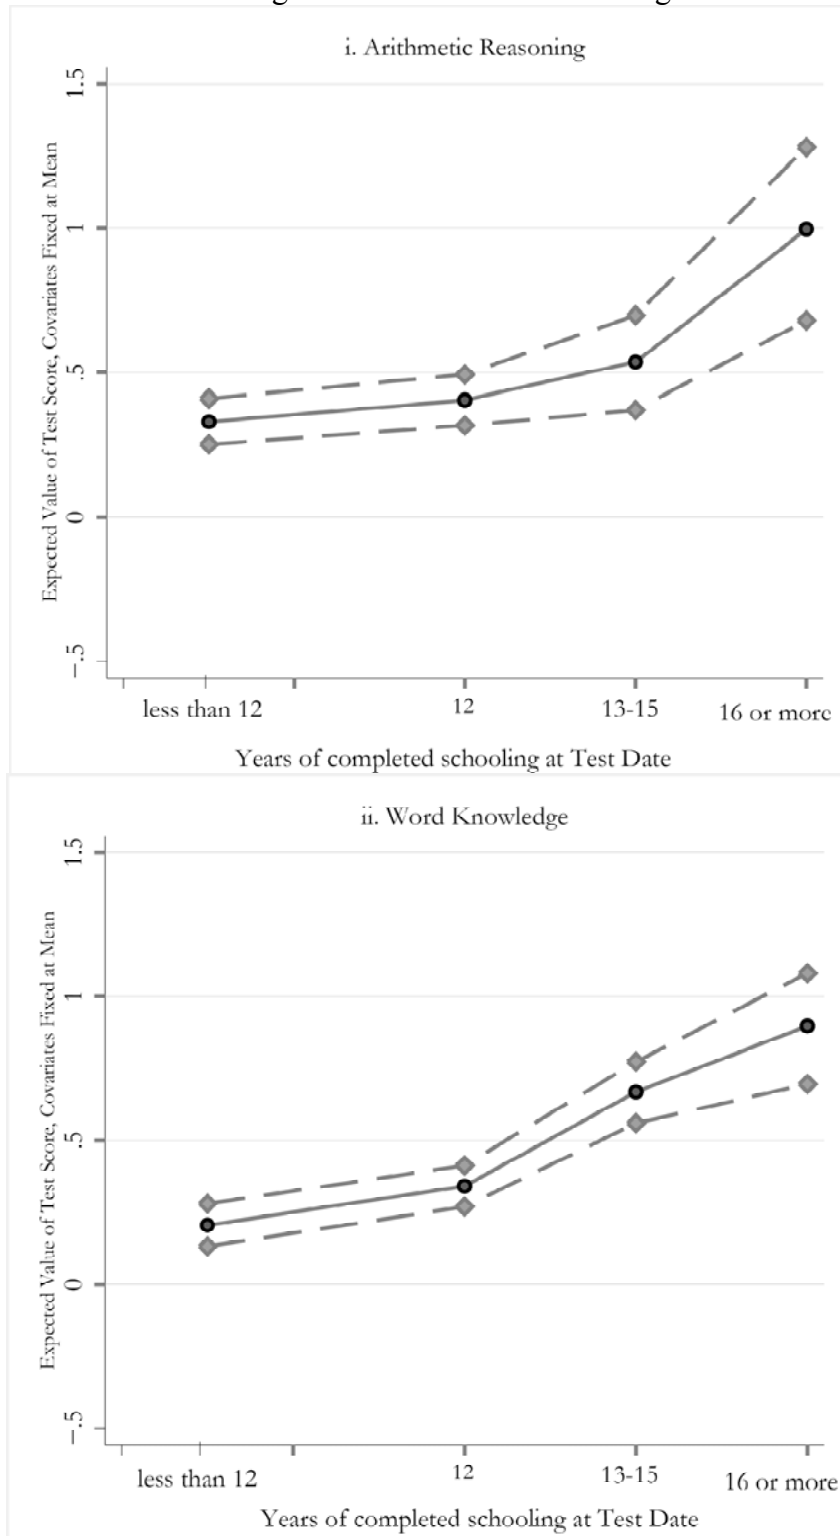 i. Arithmetic Reasoning
Expected Value of Test Score, Covariates Fixed at Mean
1.5
1
.5
0
-.5
less than 12
12
13-15
16 or more
Years of completed schooling at Test Date
ii. Word Knowledge
Expected Value of Test Score, Covariates Fixed at Mean
1.5
1
.5
0
-.5
less than 12
12
13-15
16 or more
Years of completed schooling at Test Date